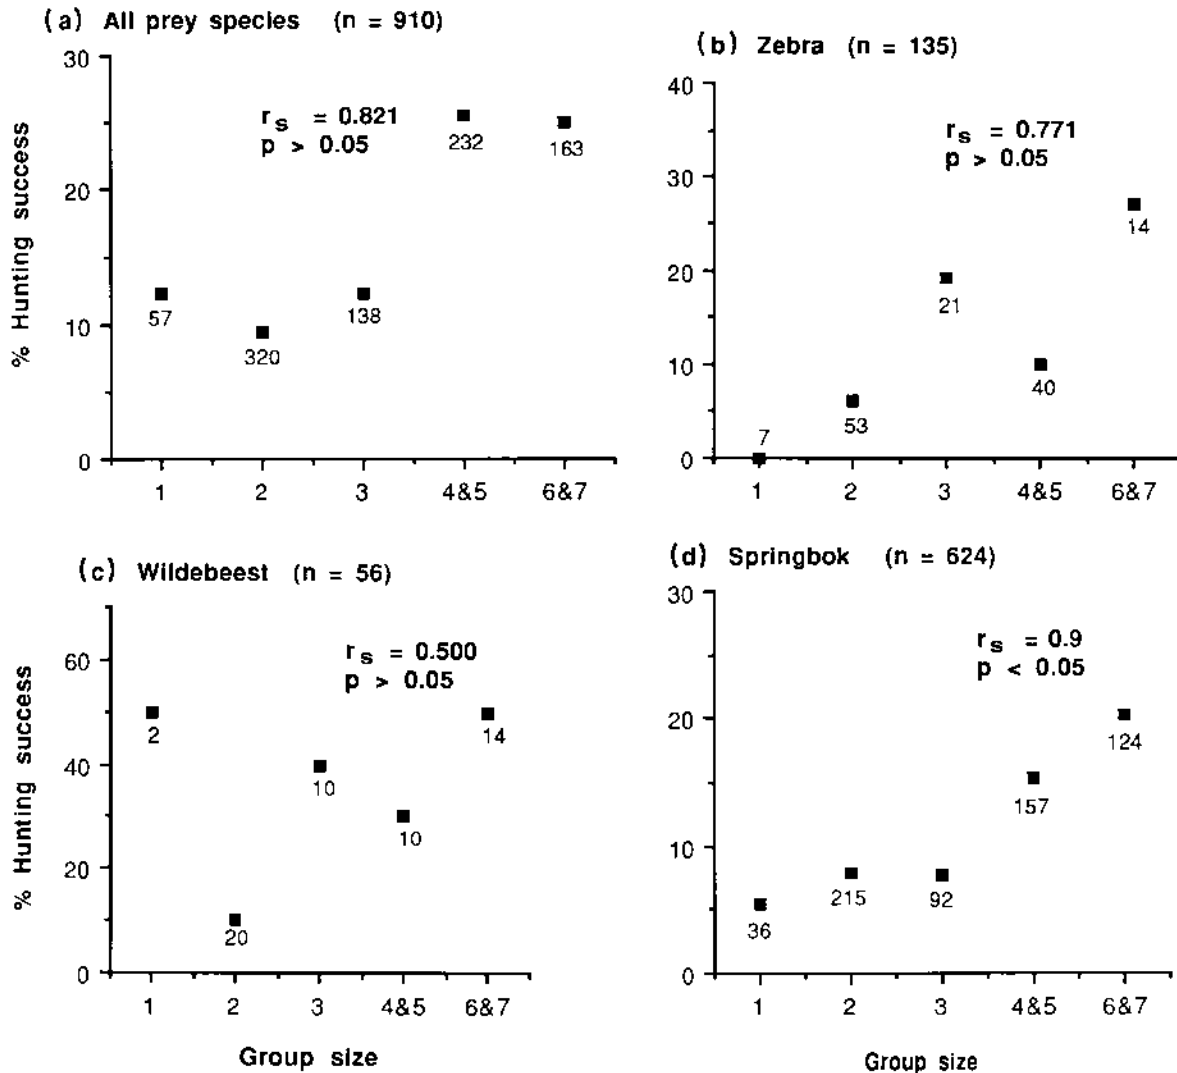 (a) All prey species (n = 910)
30
20
10
0
% Hunting success
r s = 0.821
p > 0.05
57
320
138
232
163
1 2 3 4&5 6&7
(b) Zebra (n = 135)
40
30
20
10
0
r s = 0.771
p > 0.05
7
53
21
40
14
1 2 3 4&5 6&7
(c) Wildebeest (n = 56)
60
40
20
0
% Hunting success
r s = 0.500
p > 0.05
2
20
10
10
14
1 2 3 4&5 6&7
Group size
(d) Springbok (n = 624)
30
20
10
0
r s = 0.9
p < 0.05
36
215
92
157
124
1 2 3 4&5 6&7
Group size